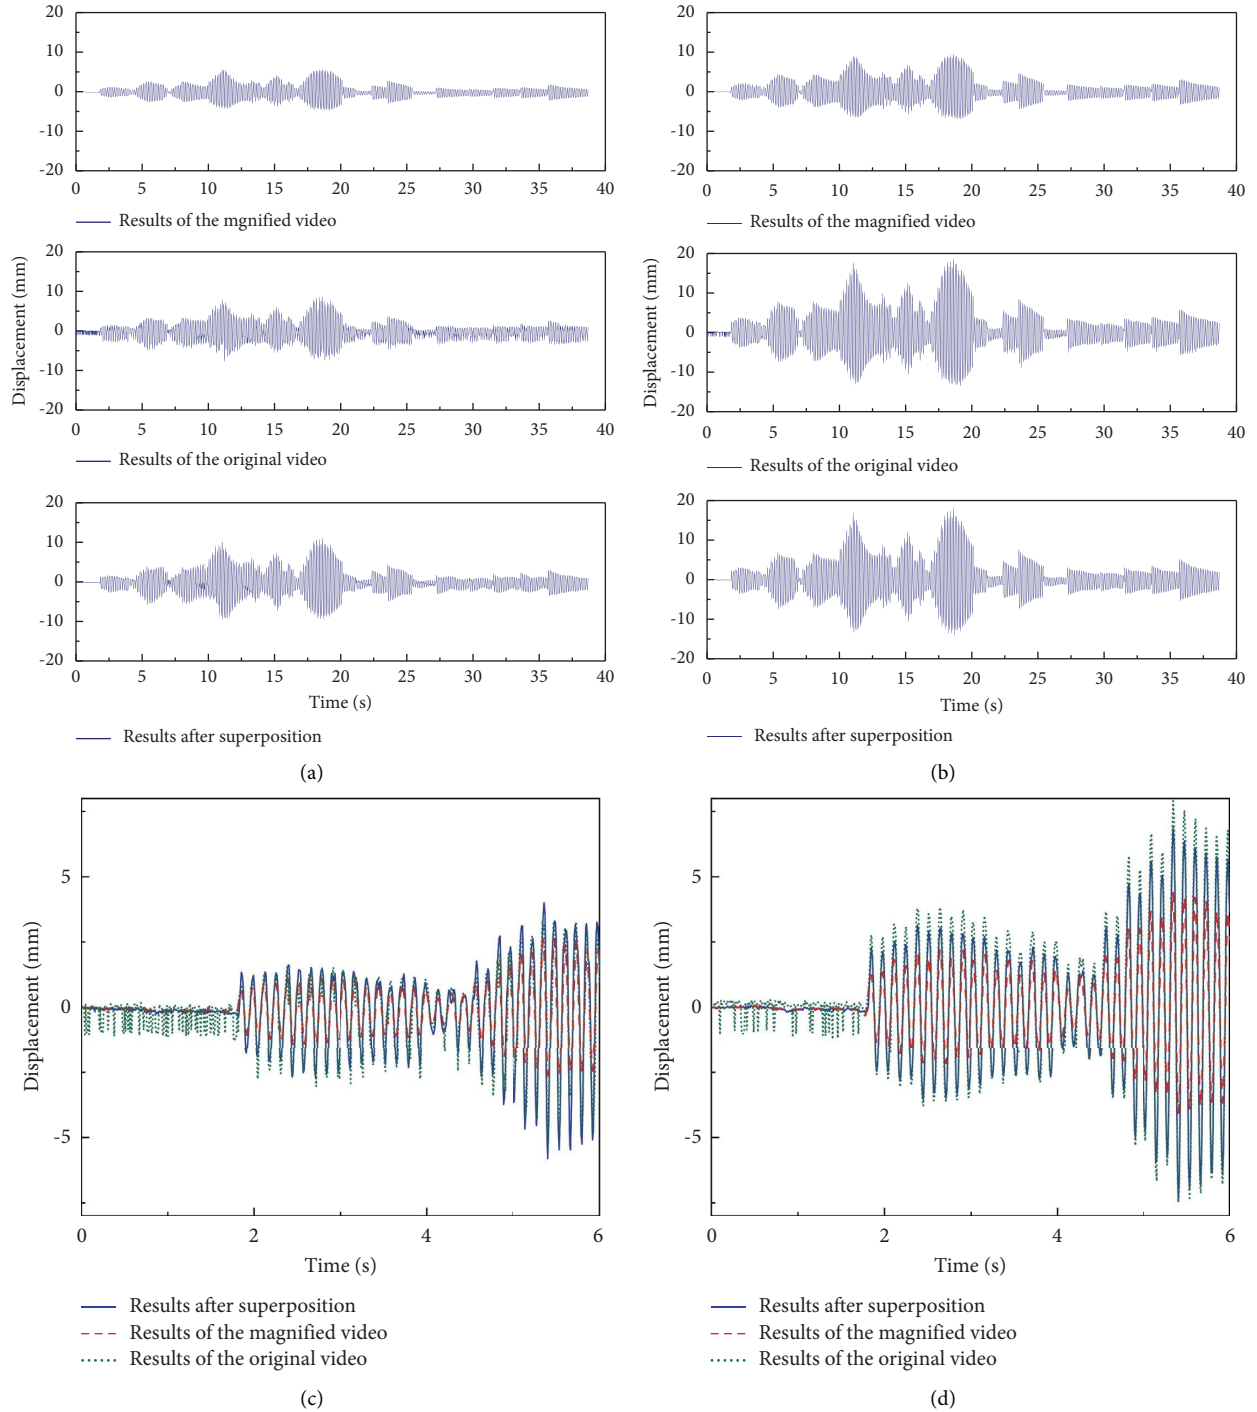 20
10
0
-10
-20
0 5 10 15 20 25 30 35 40
Results of the mgnified video
20
10
0
-10
-20
0 5 10 15 20 25 30 35 40
Displacement (mm)
Results of the original video
20
10
0
-10
-20
0 5 10 15 20 25 30 35 40
Time (s)
Results after superposition
(a)
20
10
0
-10
-20
0 5 10 15 20 25 30 35 40
Results of the magnified video
20
10
0
-10
-20
0 5 10 15 20 25 30 35 40
Displacement (mm)
Results of the original video
20
10
0
-10
-20
0 5 10 15 20 25 30 35 40
Time (s)
Results after superposition
(b)
5
0
-5
Displacement (mm)
0 2 4 6
Time (s)
Results after superposition
Results of the magnified video
Results of the original video
(c)
5
0
-5
Displacement (mm)
0 2 4 6
Time (s)
Results after superposition
Results of the magnified video
Results of the original video
(d)